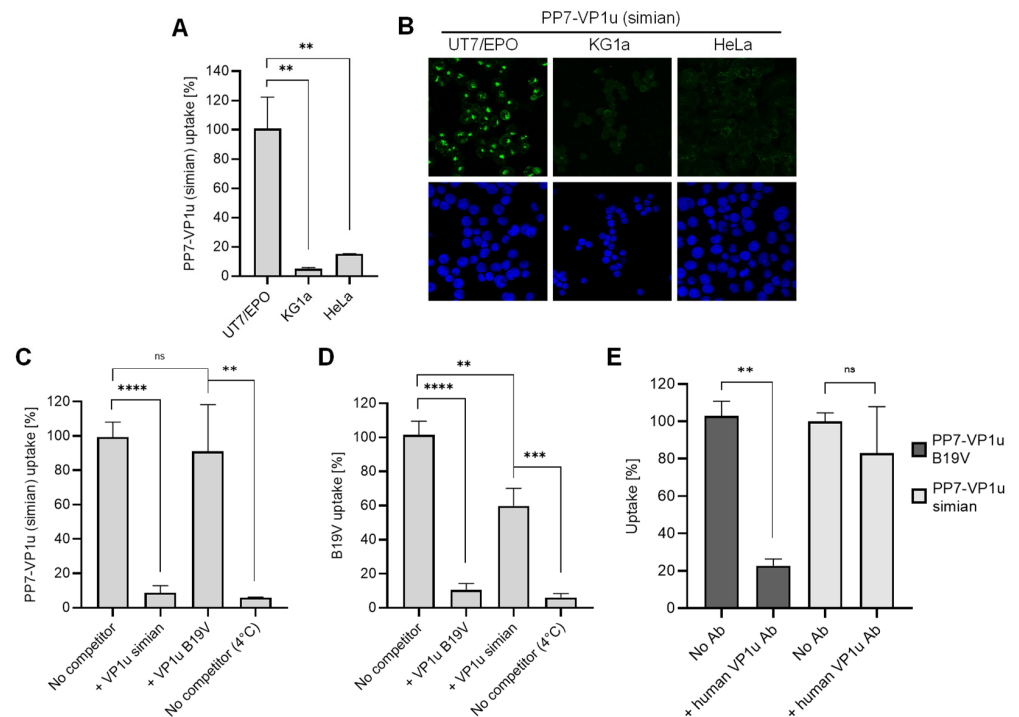 A
PP7-VP1u (simian) uptake [%]
140
120
100
80
60
40
20
0
**
**
UT7/EPO
KG1a
HeLa
B
PP7-VP1u (simian)
UT7/EPO KG1a HeLa
C
PP7-VP1u (simian) uptake [%]
120
100
80
60
40
20
0
ns
****
**
No competitor
+ VP1u simian
+ VP1u B19V
No competitor (4°C)
D
B19V uptake [%]
120
100
80
60
40
20
0
**
****
***
No competitor
+ VP1u B19V
+ VP1u simian
No competitor (4°C)
E
Uptake [%]
120
100
80
60
40
20
0
**
ns
No Ab
+ human VP1u Ab
No Ab
+ human VP1u Ab
PP7-VP1u
B19V
PP7-VP1u
simian